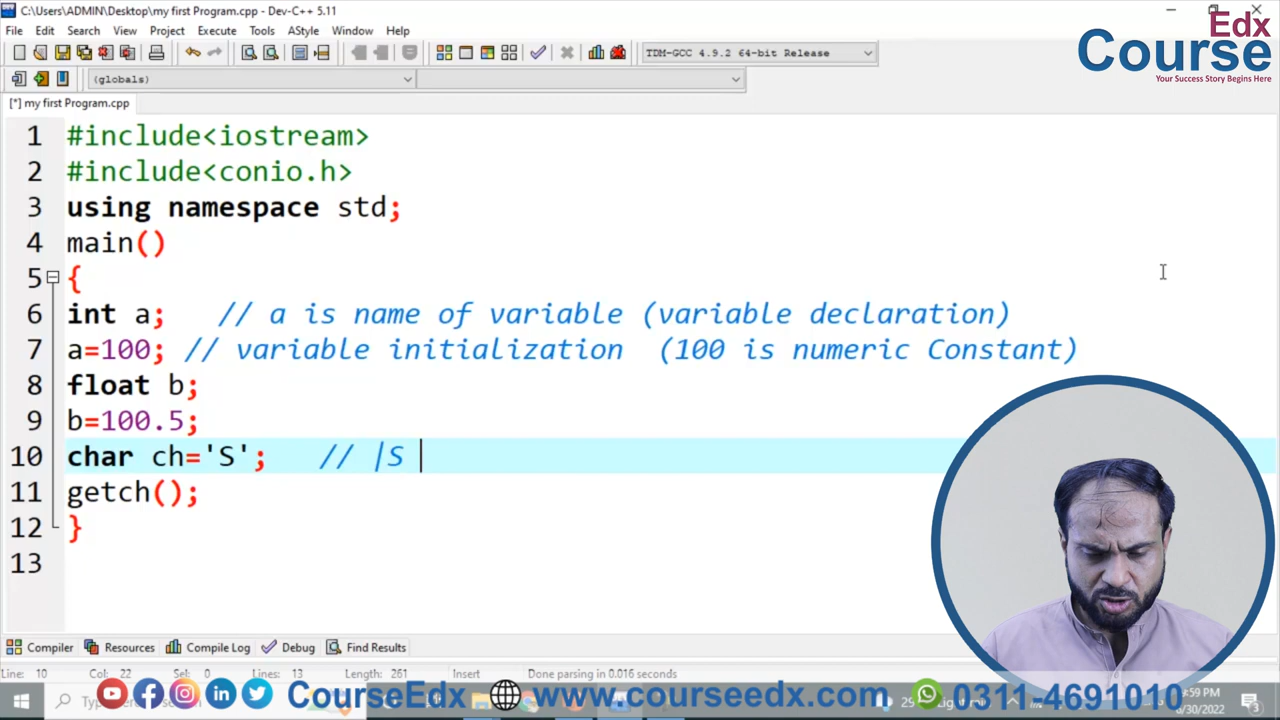 C:\Users\ADMIN\Desktop\my first Program.cpp - Dev-C++ 5.11
File Edit Search View Project Execute Tools AStyle Window Help
TDM-GCC 4.9.2 64-bit Release
(globals)
[*] my first Program.cpp
Edx
Course
Your Success Story Begins Here
1 #include<iostream>
2 #include<conio.h>
3 using namespace std;
4 main()
5 {
6 int a; // a is name of variable (variable declaration)
7 a=100; // variable initialization (100 is numeric Constant)
8 float b;
9 b=100.5;
10 char ch='S'; // |S
11 getch();
12 }
13
Compiler Resources Compile Log Debug Find Results
Line: 10 Col: 22 Sel: 0 Lines: 13 Length: 261 Insert Done parsing in 0.016 seconds
CourseEdx www.courseedx.com 0311-4691010